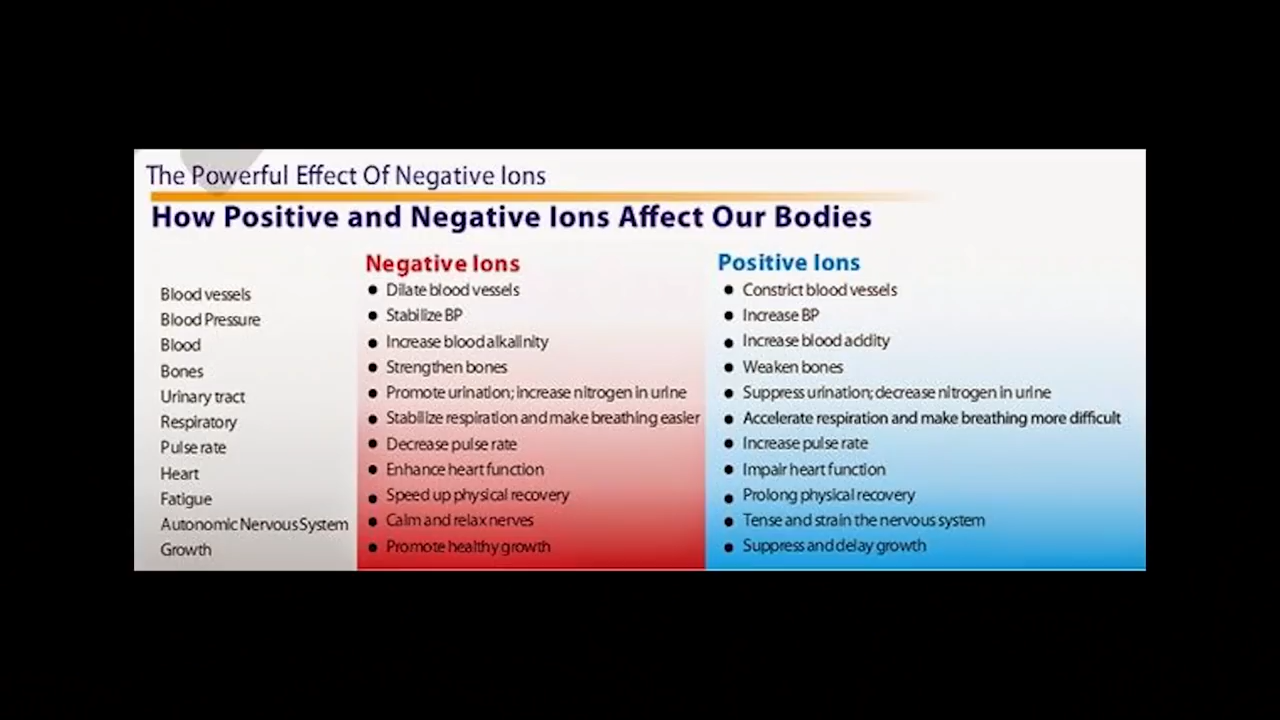 The Powerful Effect Of Negative Ions
How Positive and Negative Ions Affect Our Bodies
Negative Ions Positive Ions
Blood vessels • Dilate blood vessels • Constrict blood vessels
Blood Pressure • Stabilize BP • Increase BP
Blood • Increase blood alkalinity • Increase blood acidity
Bones • Strengthen bones • Weaken bones
Urinary tract • Promote urination; increase nitrogen in urine • Suppress urination; decrease nitrogen in urine
Respiratory • Stabilize respiration and make breathing easier • Accelerate respiration and make breathing more difficult
Pulse rate • Decrease pulse rate • Increase pulse rate
Heart • Enhance heart function • Impair heart function
Fatigue • Speed up physical recovery • Prolong physical recovery
Autonomic Nervous System • Calm and relax nerves • Tense and strain the nervous system
Growth • Promote healthy growth • Suppress and delay growth